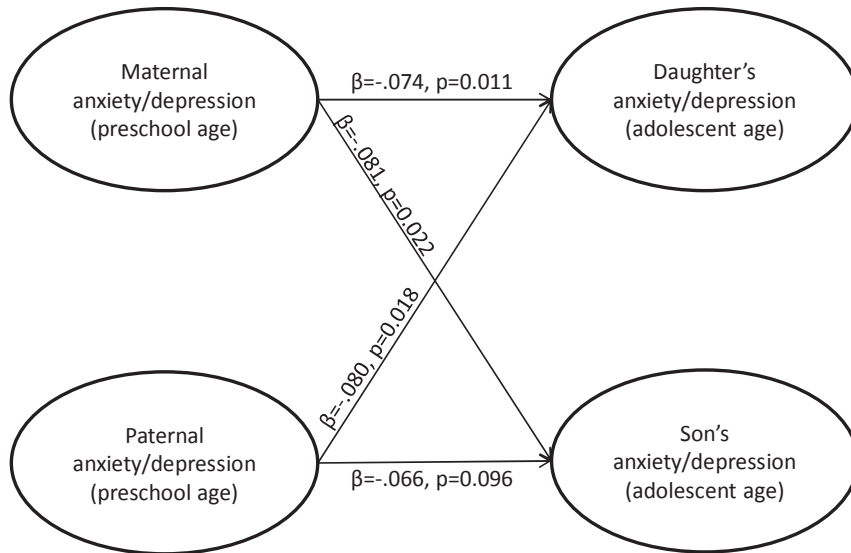 Maternal
anxiety/depression
(preschool age)
β=-.074, p=0.011
Daughter's
anxiety/depression
(adolescent age)
β=-.081, p=0.022
β=-.080, p=0.018
Paternal
anxiety/depression
(preschool age)
β=-.066, p=0.096
Son's
anxiety/depression
(adolescent age)